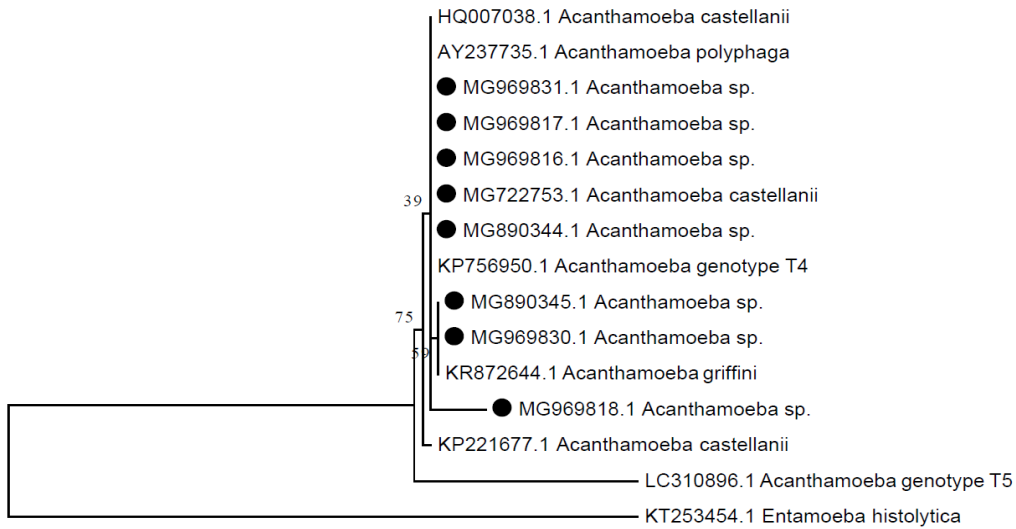 HQ007038.1 Acanthamoeba castellanii
AY237735.1 Acanthamoeba polyphaga
MG969831.1 Acanthamoeba sp.
MG969817.1 Acanthamoeba sp.
MG969816.1 Acanthamoeba sp.
39
MG722753.1 Acanthamoeba castellanii
MG890344.1 Acanthamoeba sp.
KP756950.1 Acanthamoeba genotype T4
MG890345.1 Acanthamoeba sp.
75
MG969830.1 Acanthamoeba sp.
59
KR872644.1 Acanthamoeba griffini
MG969818.1 Acanthamoeba sp.
KP221677.1 Acanthamoeba castellanii
LC310896.1 Acanthamoeba genotype T5
KT253454.1 Entamoeba histolytica